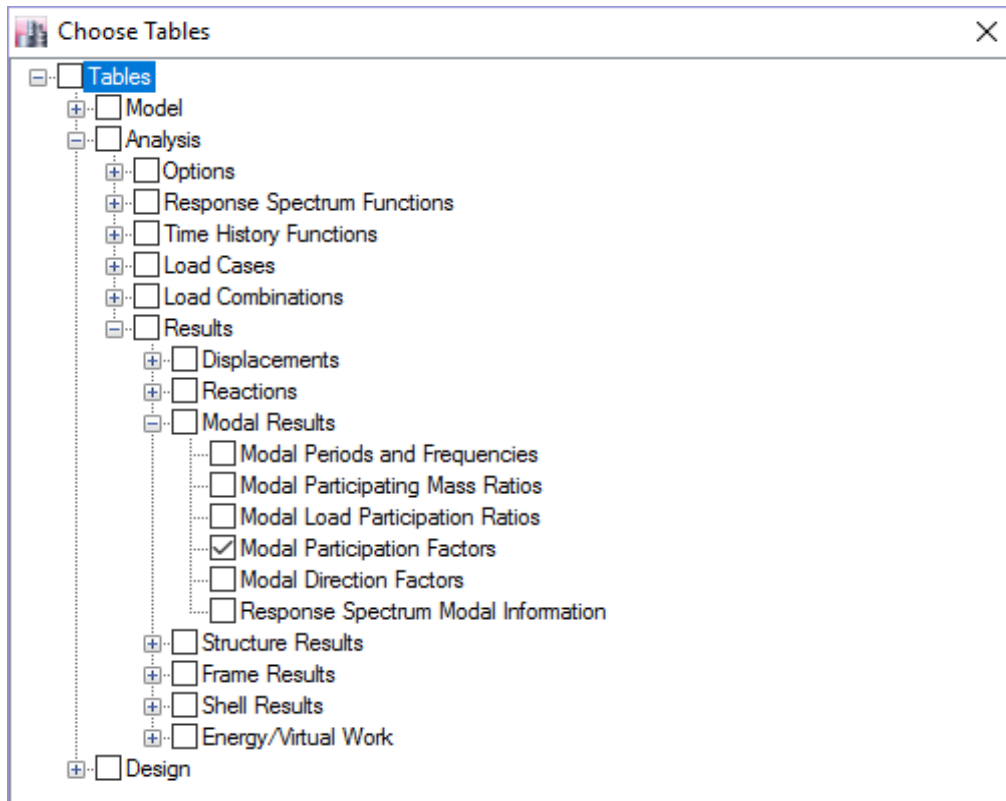 Choose Tables
Tables
Model
Analysis
Options
Response Spectrum Functions
Time History Functions
Load Cases
Load Combinations
Results
Displacements
Reactions
Modal Results
Modal Periods and Frequencies
Modal Participating Mass Ratios
Modal Load Participation Ratios
Modal Participation Factors
Modal Direction Factors
Response Spectrum Modal Information
Structure Results
Frame Results
Shell Results
Energy/Virtual Work
Design